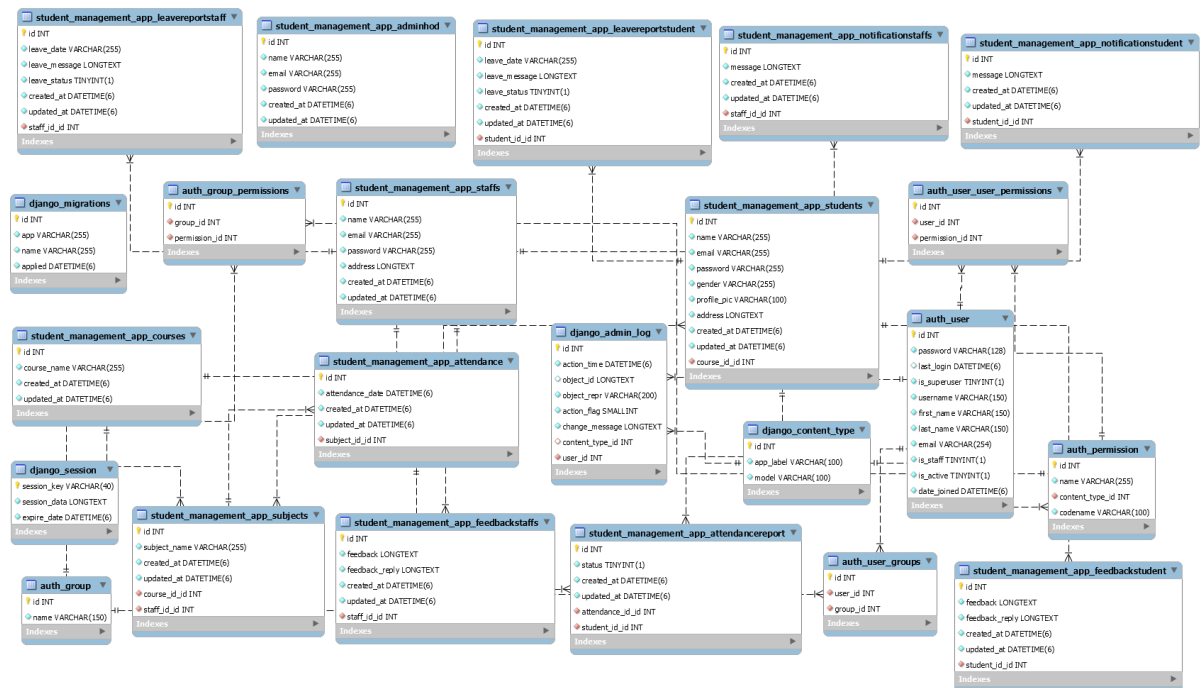 student_management_app_leavereportstaff
id INT
leave_date VARCHAR(255)
leave_message LONGTEXT
leave_status TINYINT(1)
created_at DATETIME(6)
updated_at DATETIME(6)
staff_id_id INT
Indexes
student_management_app_adminhod
id INT
name VARCHAR(255)
email VARCHAR(255)
password VARCHAR(255)
created_at DATETIME(6)
updated_at DATETIME(6)
Indexes
student_management_app_leavereportstudent
id INT
leave_date VARCHAR(255)
leave_message LONGTEXT
leave_status TINYINT(1)
created_at DATETIME(6)
updated_at DATETIME(6)
student_id_id INT
Indexes
student_management_app_notificationstaffs
id INT
message LONGTEXT
created_at DATETIME(6)
updated_at DATETIME(6)
staff_id_id INT
Indexes
student_management_app_notificationstudent
id INT
message LONGTEXT
created_at DATETIME(6)
updated_at DATETIME(6)
student_id_id INT
Indexes
django_migrations
id INT
app VARCHAR(255)
name VARCHAR(255)
applied DATETIME(6)
Indexes
auth_group_permissions
id INT
group_id INT
permission_id INT
Indexes
student_management_app_staffs
id INT
name VARCHAR(255)
email VARCHAR(255)
password VARCHAR(255)
address LONGTEXT
created_at DATETIME(6)
updated_at DATETIME(6)
Indexes
student_management_app_students
id INT
name VARCHAR(255)
email VARCHAR(255)
password VARCHAR(255)
gender VARCHAR(255)
profile_pic VARCHAR(100)
address LONGTEXT
created_at DATETIME(6)
updated_at DATETIME(6)
course_id_id INT
Indexes
auth_user_user_permissions
id INT
user_id INT
permission_id INT
Indexes
student_management_app_courses
id INT
course_name VARCHAR(255)
created_at DATETIME(6)
updated_at DATETIME(6)
Indexes
student_management_app_attendance
id INT
attendance_date DATETIME(6)
created_at DATETIME(6)
updated_at DATETIME(6)
subject_id_id INT
Indexes
django_admin_log
id INT
action_time DATETIME(6)
object_id LONGTEXT
object_repr VARCHAR(200)
action_flag SMALLINT
change_message LONGTEXT
content_type_id INT
user_id INT
Indexes
auth_user
id INT
password VARCHAR(128)
last_login DATETIME(6)
is_superuser TINYINT(1)
username VARCHAR(150)
first_name VARCHAR(150)
last_name VARCHAR(150)
email VARCHAR(254)
is_staff TINYINT(1)
is_active TINYINT(1)
date_joined DATETIME(6)
Indexes
django_content_type
id INT
app_label VARCHAR(100)
model VARCHAR(100)
Indexes
auth_permission
id INT
name VARCHAR(255)
content_type_id INT
codename VARCHAR(100)
Indexes
django_session
session_key VARCHAR(40)
session_data LONGTEXT
expire_date DATETIME(6)
Indexes
student_management_app_subjects
id INT
subject_name VARCHAR(255)
created_at DATETIME(6)
updated_at DATETIME(6)
course_id_id INT
staff_id_id INT
Indexes
student_management_app_feedbackstaffs
id INT
feedback LONGTEXT
feedback_reply LONGTEXT
created_at DATETIME(6)
updated_at DATETIME(6)
staff_id_id INT
Indexes
student_management_app_attendancereport
id INT
status TINYINT(1)
created_at DATETIME(6)
updated_at DATETIME(6)
attendance_id_id INT
student_id_id INT
Indexes
auth_user_groups
id INT
user_id INT
group_id INT
Indexes
student_management_app_feedbackstudent
id INT
feedback LONGTEXT
feedback_reply LONGTEXT
created_at DATETIME(6)
updated_at DATETIME(6)
student_id_id INT
Indexes
auth_group
id INT
name VARCHAR(150)
Indexes